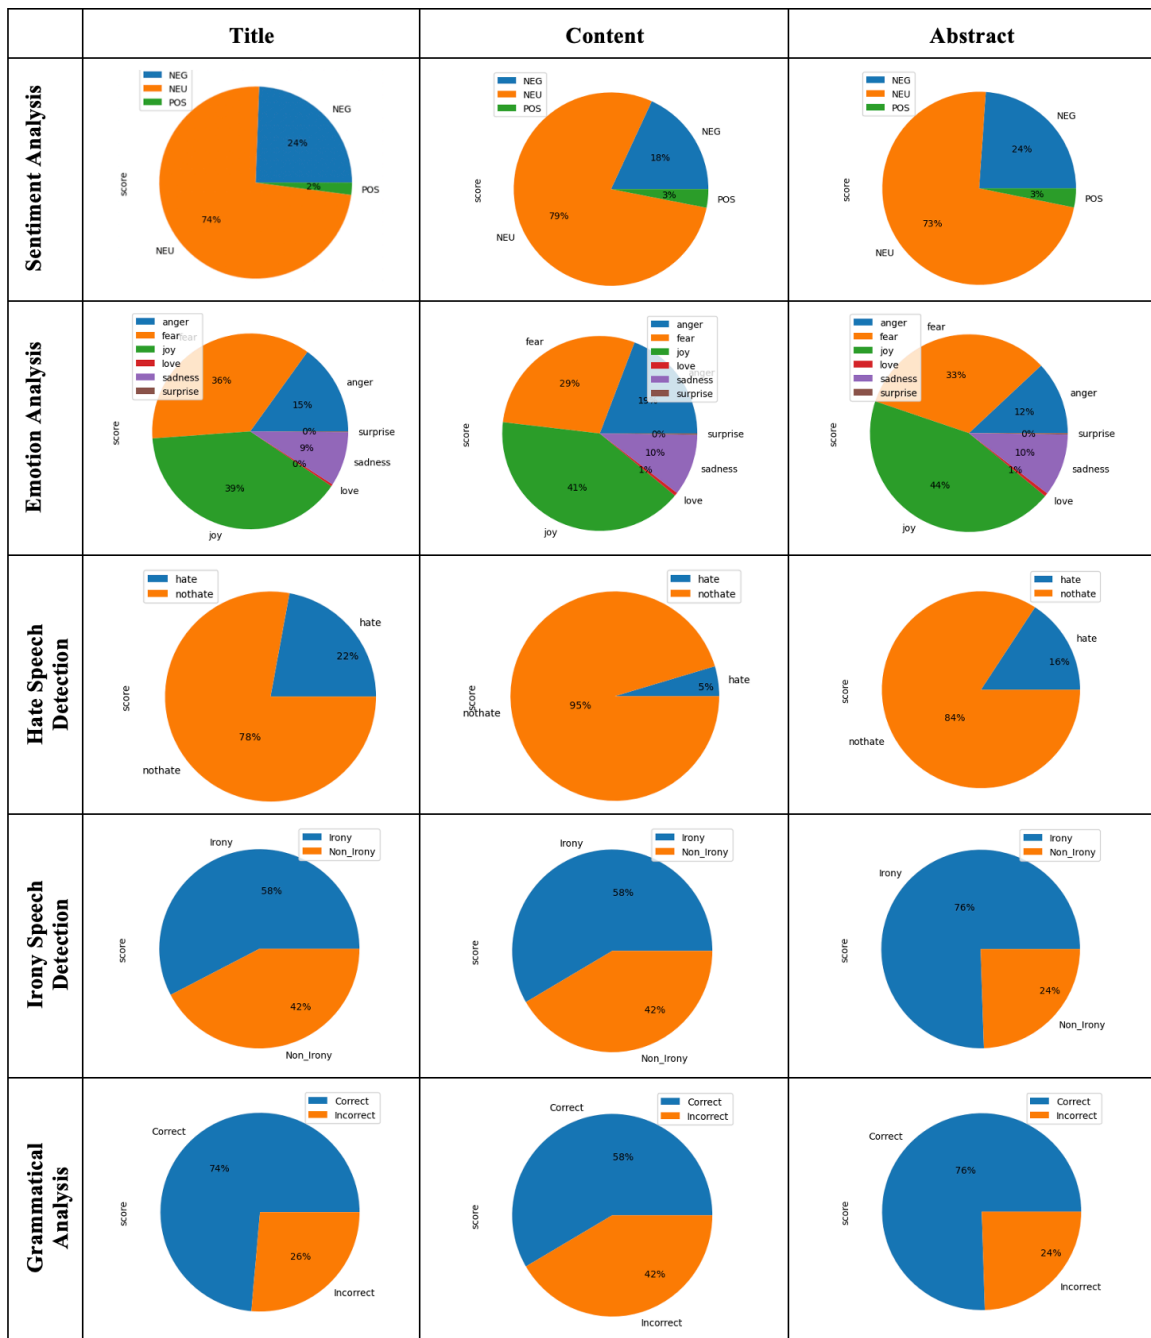 Title
Content
Abstract
Sentiment Analysis
NEG
NEU
POS
NEG
24%
2%
POS
74%
NEU
score
NEG
NEU
POS
NEG
18%
3%
POS
79%
NEU
score
NEG
NEU
POS
NEG
24%
3%
POS
73%
NEU
score
Emotion Analysis
anger
fear
joy
love
sadness
surprise
fear
36%
anger
15%
0%
surprise
9%
sadness
0%
love
39%
joy
score
anger
fear
joy
love
sadness
surprise
fear
29%
anger
19%
0%
surprise
10%
sadness
1%
love
41%
joy
score
anger
fear
joy
love
sadness
surprise
fear
33%
anger
12%
0%
surprise
10%
sadness
1%
love
44%
joy
score
Hate Speech
Detection
hate
nothate
hate
22%
78%
nothate
score
hate
nothate
hate
5%
95%
nothate
score
hate
nothate
hate
16%
84%
nothate
score
Irony Speech
Detection
Irony
Non_Irony
Irony
58%
42%
Non_Irony
score
Irony
Non_Irony
Irony
58%
42%
Non_Irony
score
Irony
Non_Irony
Irony
76%
24%
Non_Irony
score
Grammatical
Analysis
Correct
Incorrect
Correct
74%
26%
Incorrect
score
Correct
Incorrect
Correct
58%
42%
Incorrect
score
Correct
Incorrect
Correct
76%
24%
Incorrect
score